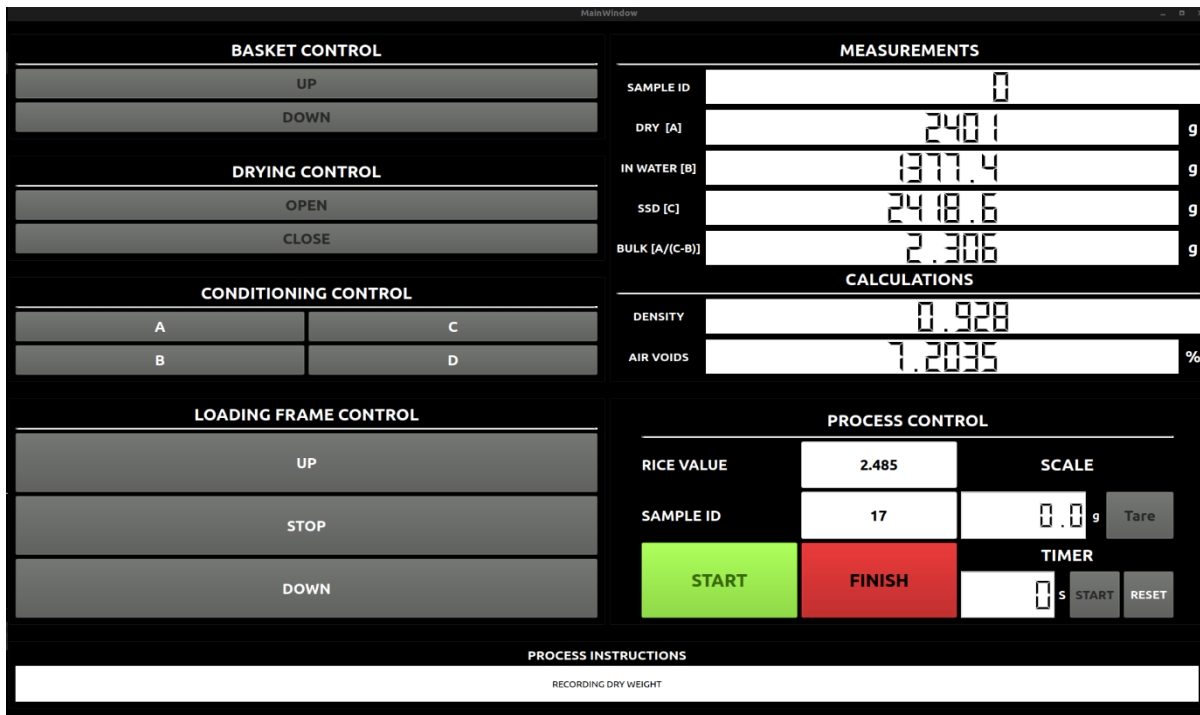 MainWindow
BASKET CONTROL
UP
DOWN
DRYING CONTROL
OPEN
CLOSE
CONDITIONING CONTROL
A C
B D
LOADING FRAME CONTROL
UP
STOP
DOWN
MEASUREMENTS
SAMPLE ID 0
DRY [A] 2401 g
IN WATER [B] 1377.4 g
SSD [C] 2418.6 g
BULK [A/(C-B)] 2.306 g
CALCULATIONS
DENSITY 0.928
AIR VOIDS 7.2035 %
PROCESS CONTROL
RICE VALUE 2.485 SCALE
SAMPLE ID 17 0.0 g Tare
TIMER
START FINISH 0 s START RESET
PROCESS INSTRUCTIONS
RECORDING DRY WEIGHT